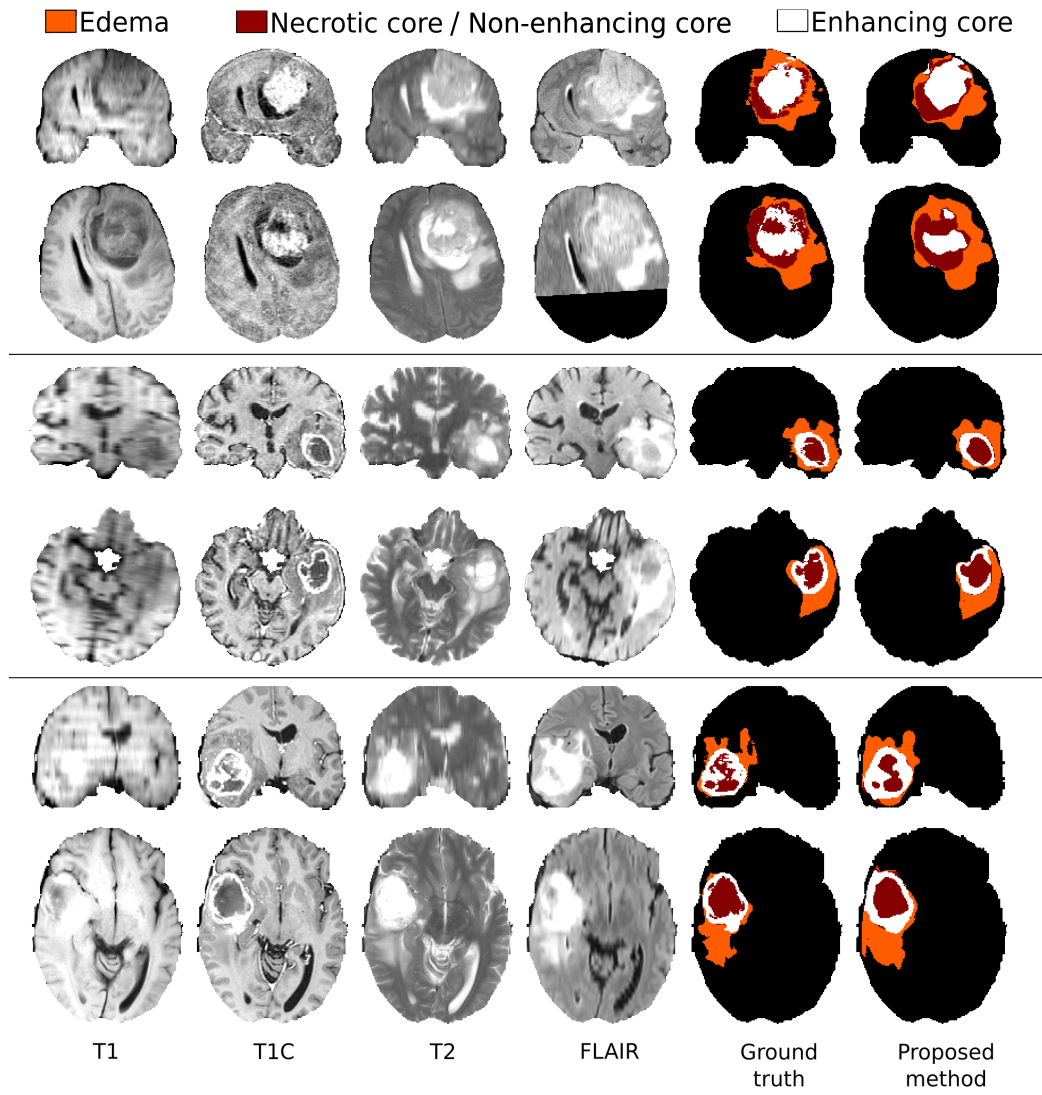 Edema Necrotic core / Non-enhancing core Enhancing core
T1 T1C T2 FLAIR Ground truth Proposed method